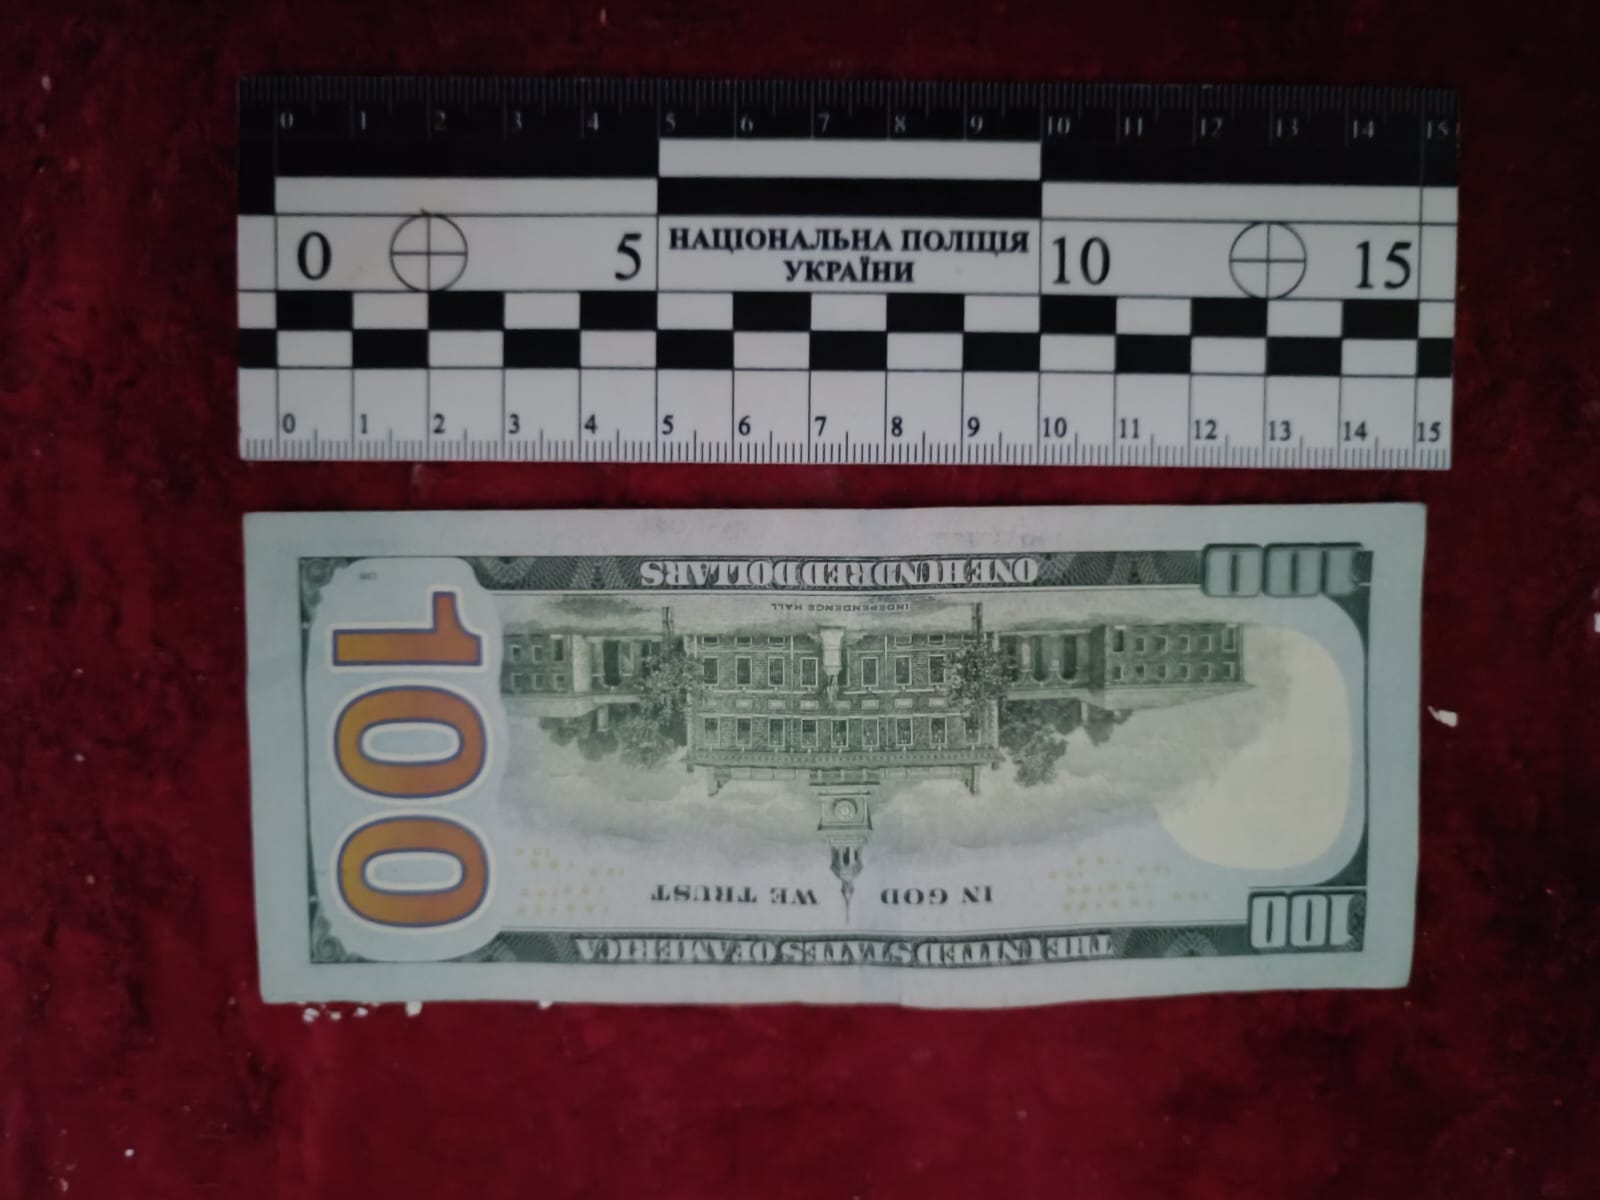 0 1 2 3 4 5 6 7 8 9 10 11 12 13 14 15
0 5 НАЦІОНАЛЬНА ПОЛІЦІЯ 10 15
УКРАЇНИ
0 1 2 3 4 5 6 7 8 9 10 11 12 13 14 15
THE UNITED STATES OF AMERICA
100
IN GOD WE TRUST
100
INDEPENDENCE HALL
100
ONE HUNDRED DOLLARS